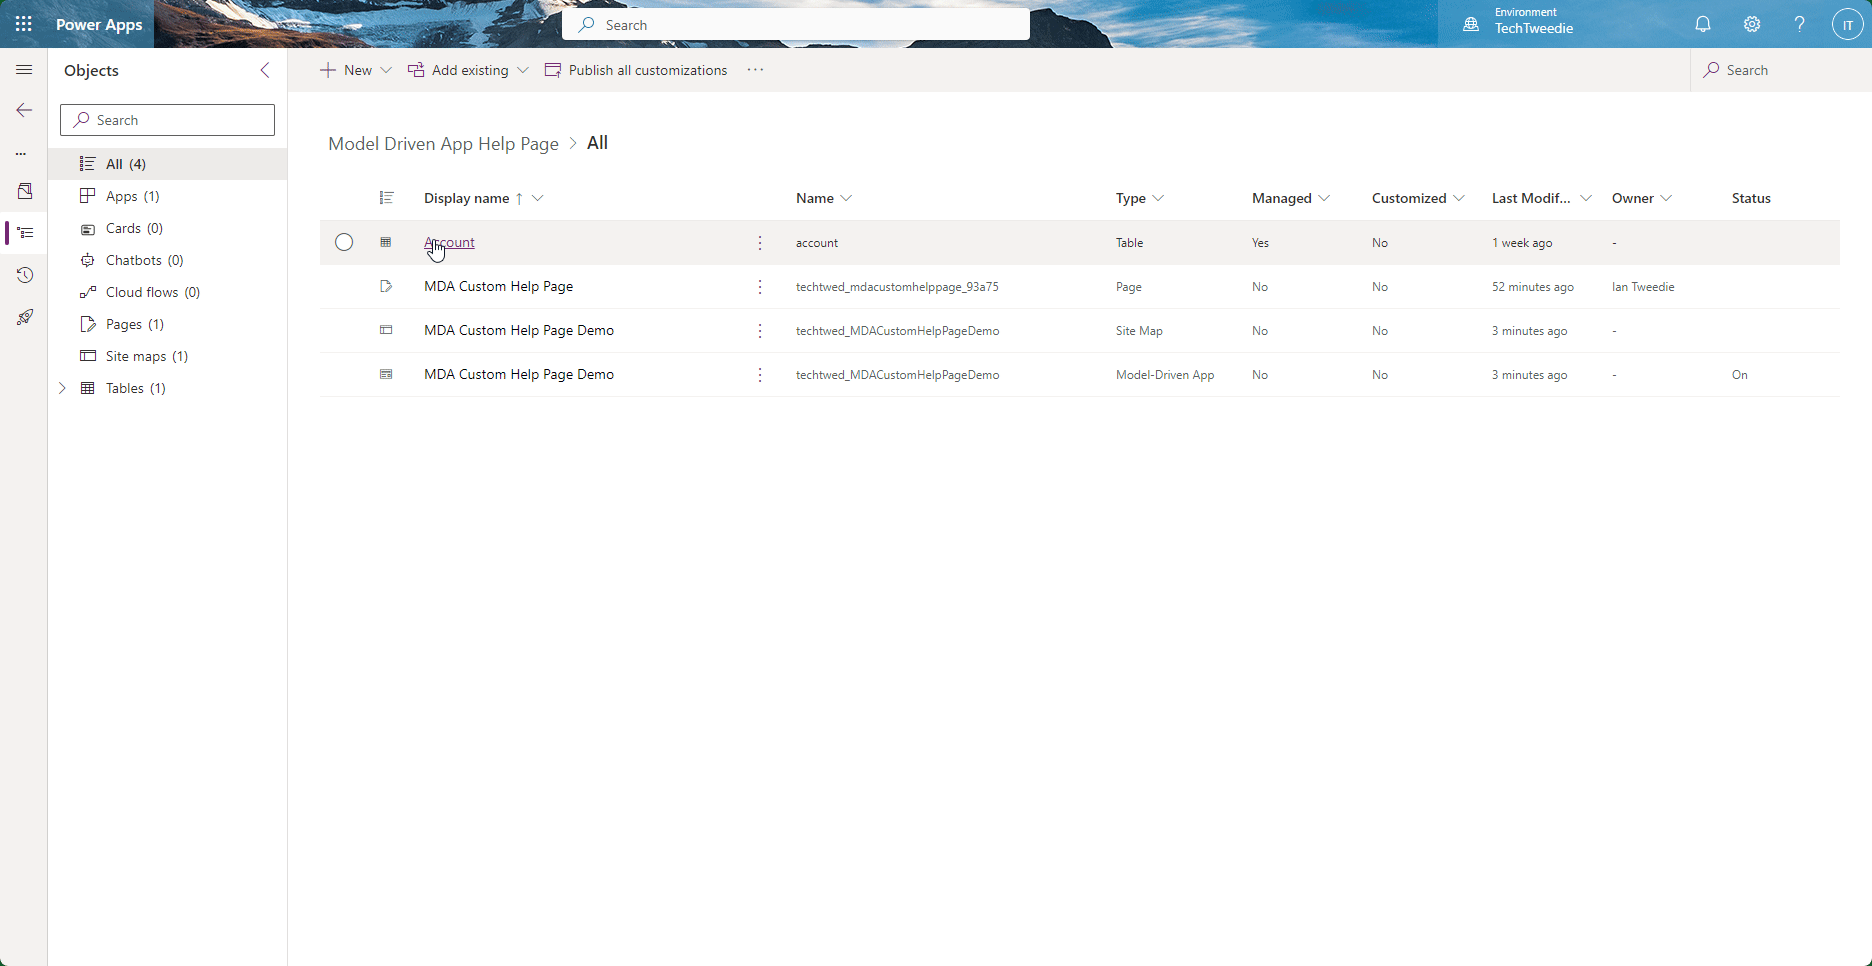 Power Apps
Search
Environment
TechTweedie
IT
Objects
New
Add existing
Publish all customizations
Search
Search
Model Driven App Help Page > All
All (4)
Apps (1)
Cards (0)
Chatbots (0)
Cloud flows (0)
Pages (1)
Site maps (1)
Tables (1)
Display name ↑ Name Type Managed Customized Last Modif... Owner Status
Account account Table Yes No 1 week ago -
MDA Custom Help Page techtwed_mdacustomhelppage_93a75 Page No No 52 minutes ago Ian Tweedie
MDA Custom Help Page Demo techtwed_MDACustomHelpPageDemo Site Map No No 3 minutes ago -
MDA Custom Help Page Demo techtwed_MDACustomHelpPageDemo Model-Driven App No No 3 minutes ago - On